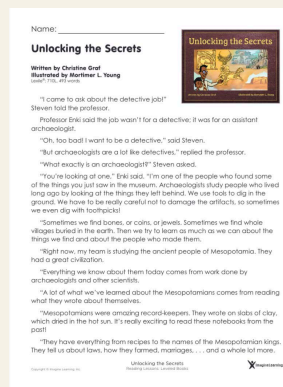 Name:
Unlocking the Secrets
Written by Christine Graf
Illustrated by Mortimer L. Young
Lexile®: 710L, 493 words
Unlocking the Secrets
"I came to ask about the detective job!"
Steven told the professor.
Professor Enki said the job wasn't for a detective; it was for an assistant
archaeologist.
"Oh, too bad! I want to be a detective," said Steven.
"But archaeologists are a lot like detectives," replied the professor.
"What exactly is an archaeologist?" Steven asked.
"You're looking at one," Enki said. "I'm one of the people who found some
of the things you just saw in the museum. Archaeologists study people who lived
long ago by looking at the things they left behind. We use tools to dig in the
ground. We have to be really careful not to damage the artifacts, so sometimes
we even dig with toothpicks!
"Sometimes we find bones, or coins, or jewels. Sometimes we find whole
villages buried in the earth. Then we try to learn as much as we can about the
things we find and about the people who made them.
"Right now, my team is studying the ancient people of Mesopotamia. They
had a great civilization.
"Everything we know about them today comes from work done by
archaeologists and other scientists.
"A lot of what we've learned about the Mesopotamians comes from reading
what they wrote about themselves.
"Mesopotamians were amazing record-keepers. They wrote on slabs of clay,
which dried in the hot sun. It's really exciting to read these notebooks from the
past!
"They have everything from recipes to the names of the Mesopotamian kings.
They tell us about laws, how they farmed, marriages, . . . and a whole lot more.
Copyright © Imagine Learning, Inc.
Unlocking the Secrets
Reading Lessons, Leveled Books
ImagineLearning